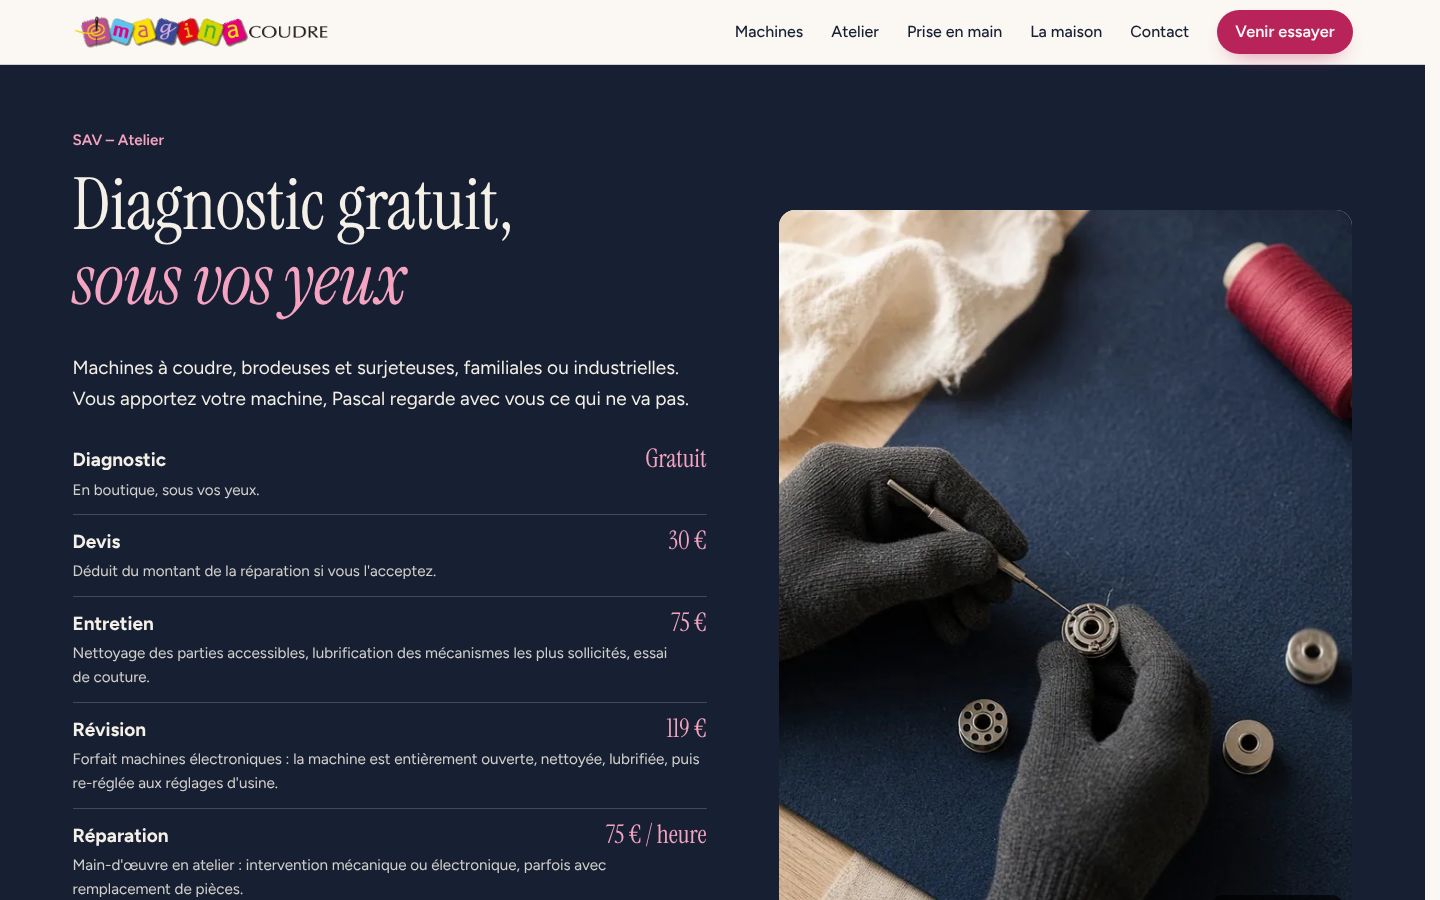 imagina COUDRE
Machines
Atelier
Prise en main
La maison
Contact
Venir essayer
SAV – Atelier
Diagnostic gratuit,
sous vos yeux
Machines à coudre, brodeuses et surjeteuses, familiales ou industrielles.
Vous apportez votre machine, Pascal regarde avec vous ce qui ne va pas.
Diagnostic
Gratuit
En boutique, sous vos yeux.
Devis
30 €
Déduit du montant de la réparation si vous l'acceptez.
Entretien
75 €
Nettoyage des parties accessibles, lubrification des mécanismes les plus sollicités, essai
de couture.
Révision
119 €
Forfait machines électroniques : la machine est entièrement ouverte, nettoyée, lubrifiée, puis
re-réglée aux réglages d'usine.
Réparation
75 € / heure
Main-d'œuvre en atelier : intervention mécanique ou électronique, parfois avec
remplacement de pièces.